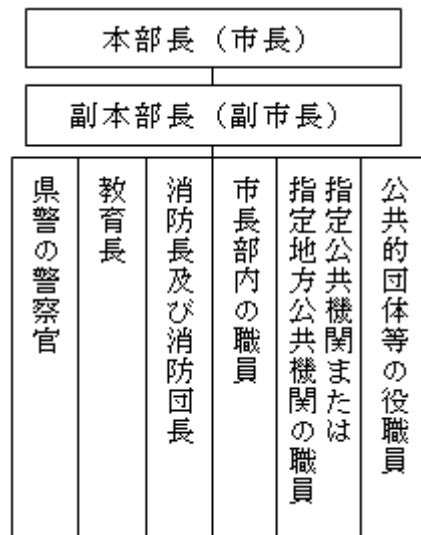 本部長（市長）
副本部長（副市長）
県警の警察官
教育長
消防長及び消防団長
市長部内の職員
指定公共機関または
指定地方公共機関の職員
公共的団体等の役職員